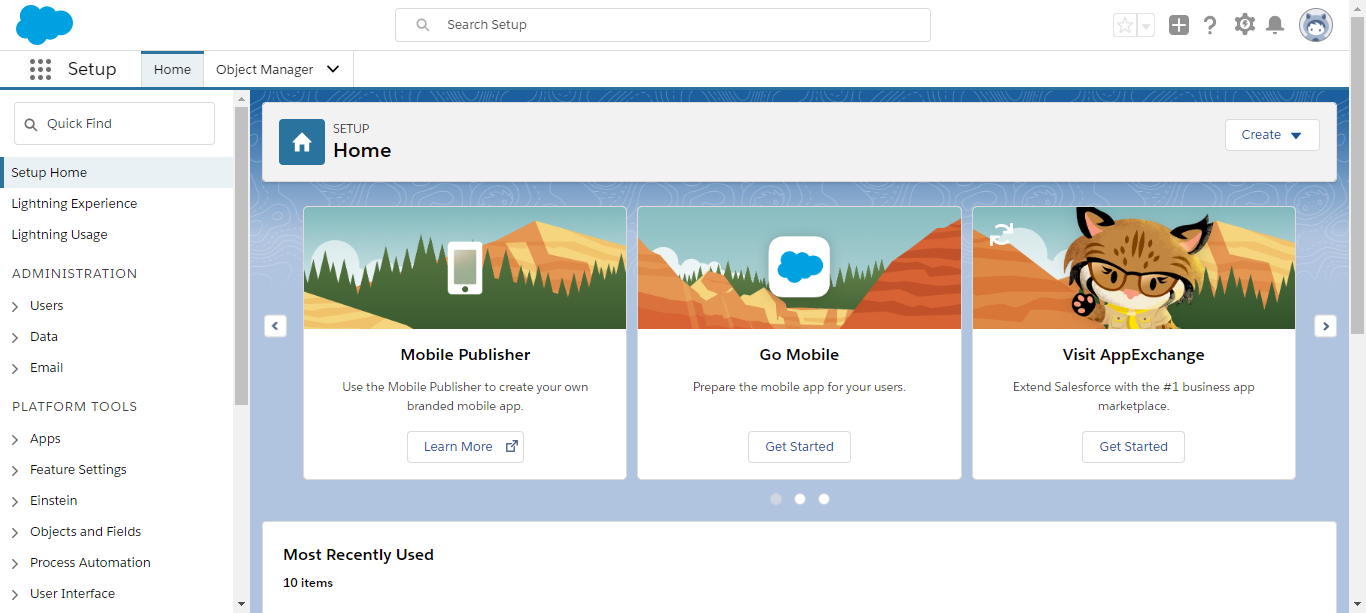 Search Setup
Setup
Home
Object Manager
Quick Find
Setup Home
Lightning Experience
Lightning Usage
ADMINISTRATION
Users
Data
Email
PLATFORM TOOLS
Apps
Feature Settings
Einstein
Objects and Fields
Process Automation
User Interface
SETUP
Home
Create
Mobile Publisher
Use the Mobile Publisher to create your own
branded mobile app.
Learn More
Go Mobile
Prepare the mobile app for your users.
Get Started
Visit AppExchange
Extend Salesforce with the #1 business app
marketplace.
Get Started
Most Recently Used
10 items